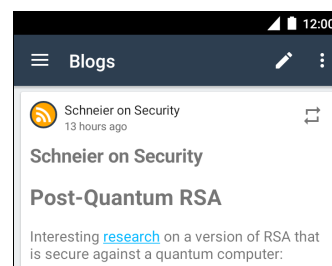 12:00
Blogs
Schneier on Security
13 hours ago
Schneier on Security
Post-Quantum RSA
Interesting research on a version of RSA that
is secure against a quantum computer: